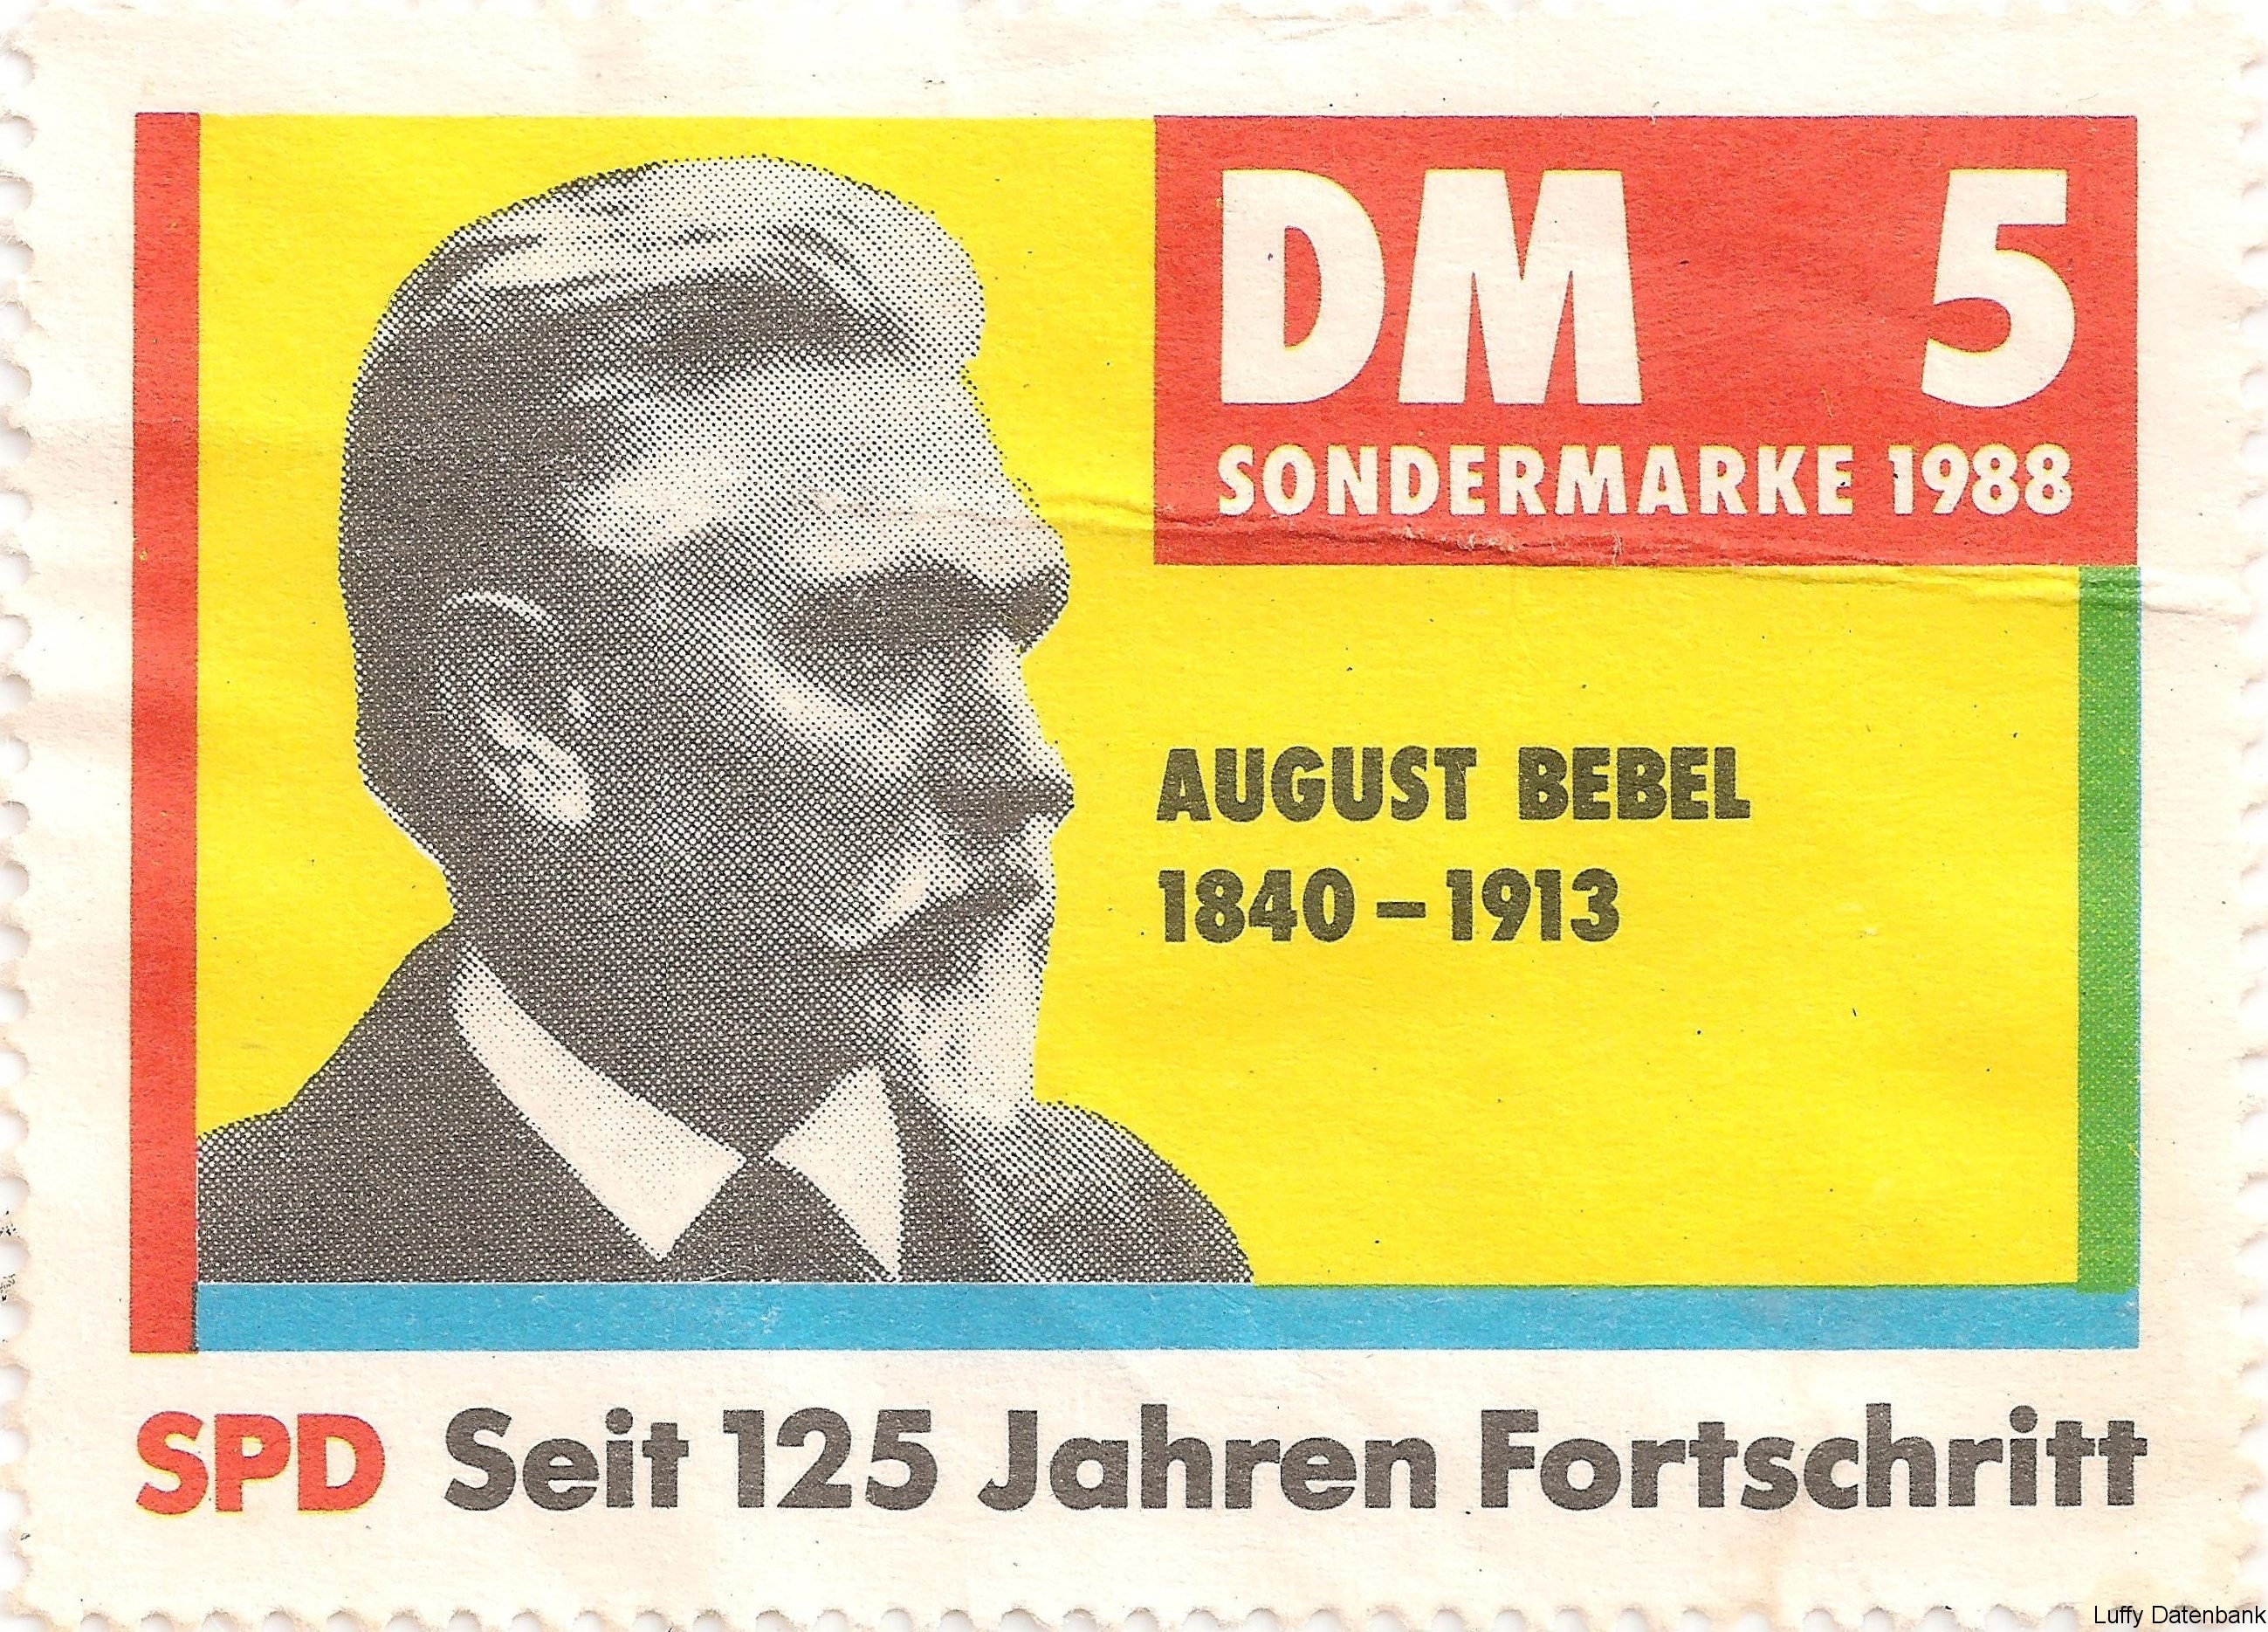 DM 5
SONDERMARKE 1988
AUGUST BEBEL
1840 – 1913
SPD Seit 125 Jahren Fortschritt
Luffy Datenbank